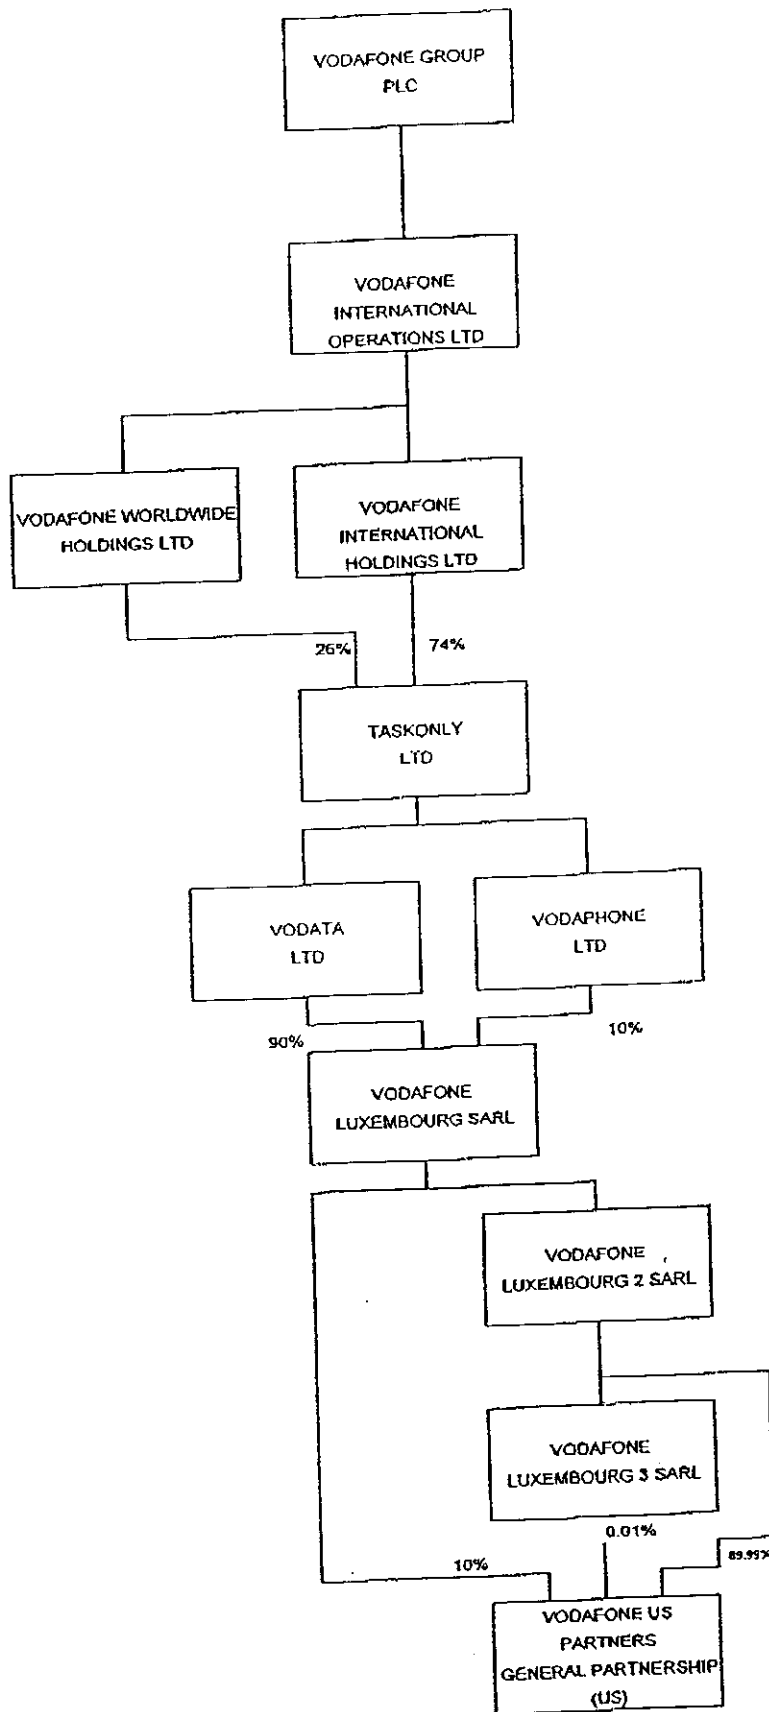 VODAFONE GROUP
PLC
VODAFONE
INTERNATIONAL
OPERATIONS LTD
VODAFONE WORLDWIDE
HOLDINGS LTD
VODAFONE
INTERNATIONAL
HOLDINGS LTD
26%
74%
TASKONLY
LTD
VODATA
LTD
VODAPHONE
LTD
90%
10%
VODAFONE
LUXEMBOURG SARL
VODAFONE
LUXEMBOURG 2 SARL
VODAFONE
LUXEMBOURG 3 SARL
0.01%
10%
89.99%
VODAFONE US
PARTNERS
GENERAL PARTNERSHIP
(US)